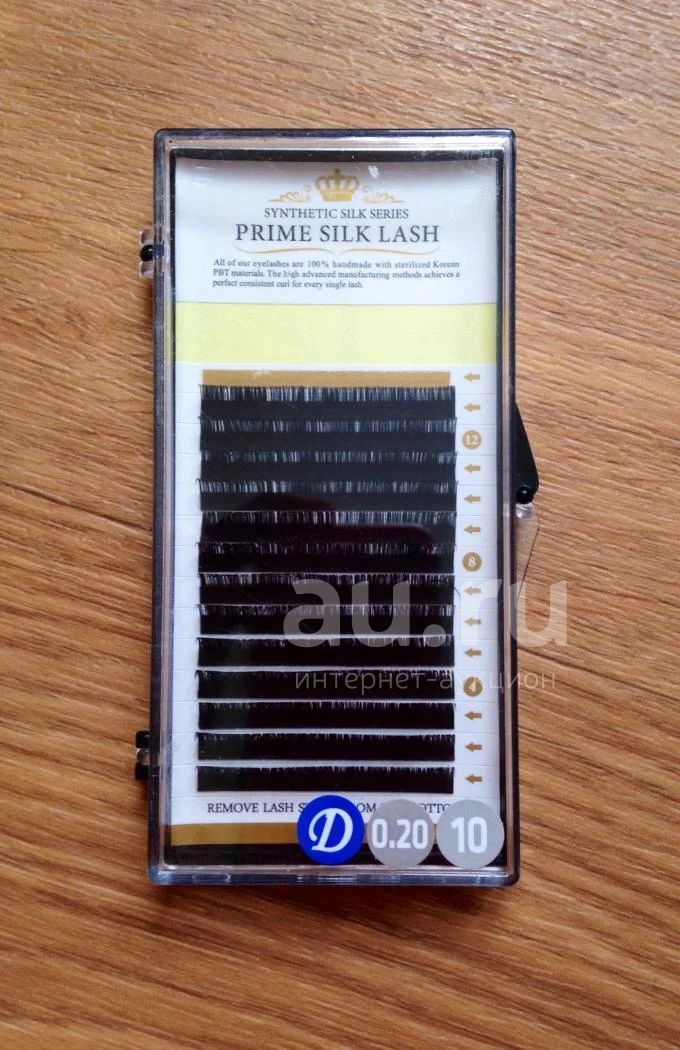 SYNTHETIC SILK SERIES
PRIME SILK LASH
All of our eyelashes are 100% handmade with sterilized Korean
PBT materials. The high advanced manufacturing methods achieves a
perfect consistent curl for every single lash.
12
8
au.ru
интернет-аукцион
4
REMOVE LASH
D 0.20 10